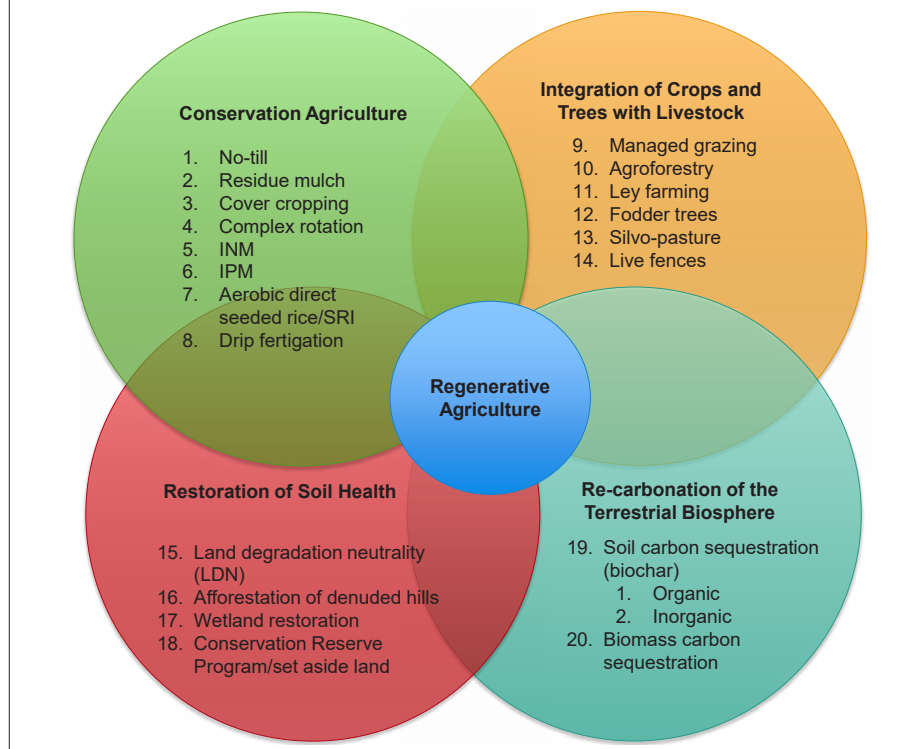 Conservation Agriculture
1. No-till
2. Residue mulch
3. Cover cropping
4. Complex rotation
5. INM
6. IPM
7. Aerobic direct
seeded rice/SRI
8. Drip fertigation
Integration of Crops and
Trees with Livestock
9. Managed grazing
10. Agroforestry
11. Ley farming
12. Fodder trees
13. Silvo-pasture
14. Live fences
Regenerative
Agriculture
Restoration of Soil Health
15. Land degradation neutrality
(LDN)
16. Afforestation of denuded hills
17. Wetland restoration
18. Conservation Reserve
Program/set aside land
Re-carbonation of the
Terrestrial Biosphere
19. Soil carbon sequestration
(biochar)
1. Organic
2. Inorganic
20. Biomass carbon
sequestration